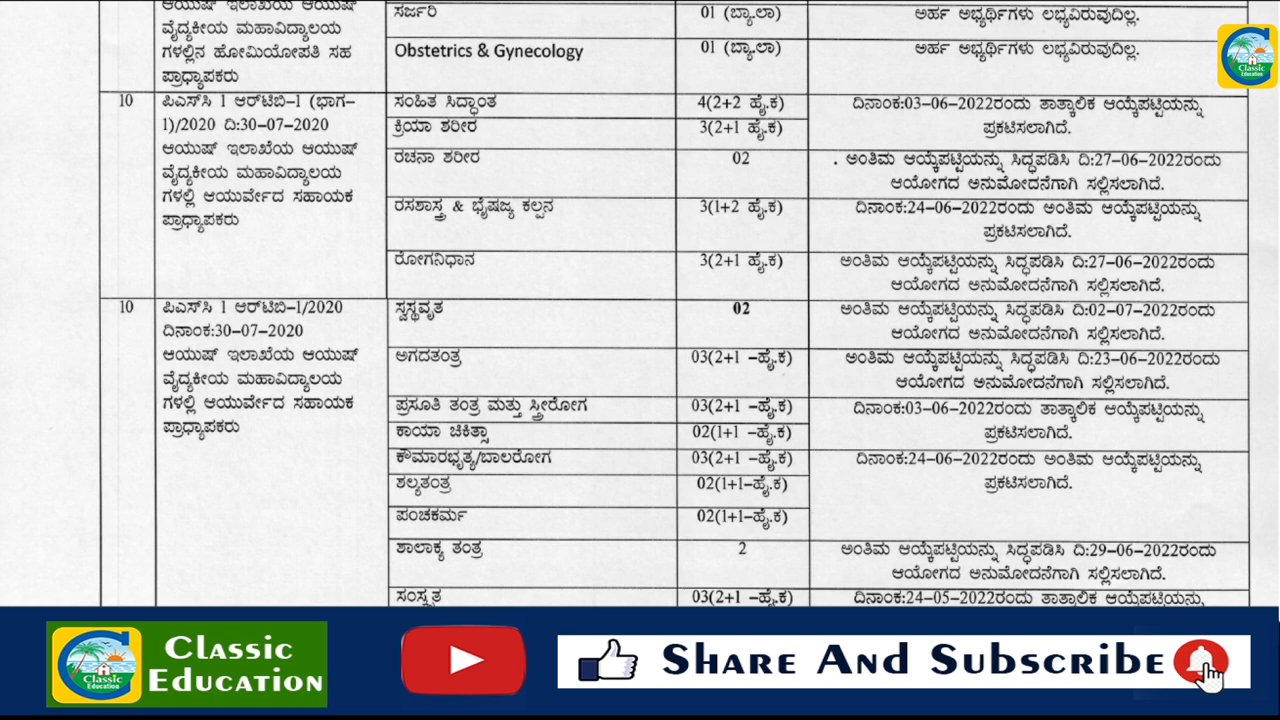 ಆಯುಷ್ ಇಲಾಖೆಯ ಆಯುಷ್
ವೈದ್ಯಕೀಯ ಮಹಾವಿದ್ಯಾಲಯ
ಗಳಲ್ಲಿನ ಹೋಮಿಯೋಪತಿ ಸಹ
ಪ್ರಾಧ್ಯಾಪಕರು
ಸರ್ಜರಿ 01 (ಬ್ಯಾ.ಲಾ) ಅರ್ಹ ಅಭ್ಯರ್ಥಿಗಳು ಲಭ್ಯವಿರುವುದಿಲ್ಲ.
Obstetrics & Gynecology 01 (ಬ್ಯಾ.ಲಾ) ಅರ್ಹ ಅಭ್ಯರ್ಥಿಗಳು ಲಭ್ಯವಿರುವುದಿಲ್ಲ.
10 ಪಿಎಸ್‌ಸಿ 1 ಆರ್‌ಟಿಬಿ-1 (ಭಾಗ-
1)/2020 ದಿ:30-07-2020
ಆಯುಷ್ ಇಲಾಖೆಯ ಆಯುಷ್
ವೈದ್ಯಕೀಯ ಮಹಾವಿದ್ಯಾಲಯ
ಗಳಲ್ಲಿ ಆಯುರ್ವೇದ ಸಹಾಯಕ
ಪ್ರಾಧ್ಯಾಪಕರು
ಸಂಹಿತ ಸಿದ್ಧಾಂತ 4(2+2 ಹೈ.ಕ) ದಿನಾಂಕ:03-06-2022ರಂದು ತಾತ್ಕಾಲಿಕ ಆಯ್ಕೆಪಟ್ಟಿಯನ್ನು
ಕ್ರಿಯಾ ಶರೀರ 3(2+1 ಹೈ.ಕ) ಪ್ರಕಟಿಸಲಾಗಿದೆ.
ರಚನಾ ಶರೀರ 02 . ಅಂತಿಮ ಆಯ್ಕೆಪಟ್ಟಿಯನ್ನು ಸಿದ್ಧಪಡಿಸಿ ದಿ:27-06-2022ರಂದು
ಆಯೋಗದ ಅನುಮೋದನೆಗಾಗಿ ಸಲ್ಲಿಸಲಾಗಿದೆ.
ರಸಶಾಸ್ತ್ರ & ಭೈಷಜ್ಯ ಕಲ್ಪನ 3(1+2 ಹೈ.ಕ) ದಿನಾಂಕ:24-06-2022ರಂದು ಅಂತಿಮ ಆಯ್ಕೆಪಟ್ಟಿಯನ್ನು
ಪ್ರಕಟಿಸಲಾಗಿದೆ.
ರೋಗನಿಧಾನ 3(2+1 ಹೈ.ಕ) ಅಂತಿಮ ಆಯ್ಕೆಪಟ್ಟಿಯನ್ನು ಸಿದ್ಧಪಡಿಸಿ ದಿ:27-06-2022ರಂದು
ಆಯೋಗದ ಅನುಮೋದನೆಗಾಗಿ ಸಲ್ಲಿಸಲಾಗಿದೆ.
10 ಪಿಎಸ್‌ಸಿ 1 ಆರ್‌ಟಿಬಿ-1/2020
ದಿನಾಂಕ:30-07-2020
ಆಯುಷ್ ಇಲಾಖೆಯ ಆಯುಷ್
ವೈದ್ಯಕೀಯ ಮಹಾವಿದ್ಯಾಲಯ
ಗಳಲ್ಲಿ ಆಯುರ್ವೇದ ಸಹಾಯಕ
ಪ್ರಾಧ್ಯಾಪಕರು
ಸ್ವಸ್ಥವೃತ 02 ಅಂತಿಮ ಆಯ್ಕೆಪಟ್ಟಿಯನ್ನು ಸಿದ್ಧಪಡಿಸಿ ದಿ:02-07-2022ರಂದು
ಆಯೋಗದ ಅನುಮೋದನೆಗಾಗಿ ಸಲ್ಲಿಸಲಾಗಿದೆ.
ಅಗದತಂತ್ರ 03(2+1 -ಹೈ.ಕ) ಅಂತಿಮ ಆಯ್ಕೆಪಟ್ಟಿಯನ್ನು ಸಿದ್ಧಪಡಿಸಿ ದಿ:23-06-2022ರಂದು
ಆಯೋಗದ ಅನುಮೋದನೆಗಾಗಿ ಸಲ್ಲಿಸಲಾಗಿದೆ.
ಪ್ರಸೂತಿ ತಂತ್ರ ಮತ್ತು ಸ್ತ್ರೀರೋಗ 03(2+1 -ಹೈ.ಕ) ದಿನಾಂಕ:03-06-2022ರಂದು ತಾತ್ಕಾಲಿಕ ಆಯ್ಕೆಪಟ್ಟಿಯನ್ನು
ಕಾಯಾ ಚಿಕಿತ್ಸಾ 02(1+1 -ಹೈ.ಕ) ಪ್ರಕಟಿಸಲಾಗಿದೆ.
ಕೌಮಾರಭೃತ್ಯ/ಬಾಲರೋಗ 03(2+1 -ಹೈ.ಕ) ದಿನಾಂಕ:24-06-2022ರಂದು ಅಂತಿಮ ಆಯ್ಕೆಪಟ್ಟಿಯನ್ನು
ಶಲ್ಯತಂತ್ರ 02(1+1-ಹೈ.ಕ) ಪ್ರಕಟಿಸಲಾಗಿದೆ.
ಪಂಚಕರ್ಮ 02(1+1-ಹೈ.ಕ)
ಶಾಲಾಕ್ಯ ತಂತ್ರ 2 ಅಂತಿಮ ಆಯ್ಕೆಪಟ್ಟಿಯನ್ನು ಸಿದ್ಧಪಡಿಸಿ ದಿ:29-06-2022ರಂದು
ಆಯೋಗದ ಅನುಮೋದನೆಗಾಗಿ ಸಲ್ಲಿಸಲಾಗಿದೆ.
ಸಂಸ್ಕೃತ 03(2+1 -ಹೈ.ಕ) ದಿನಾಂಕ:24-05-2022ರಂದು ತಾತ್ಕಾಲಿಕ ಆಯ್ಕೆಪಟ್ಟಿಯನ್ನು
Classic
Education
Classic
Education
Classic
Education
Share And Subscribe